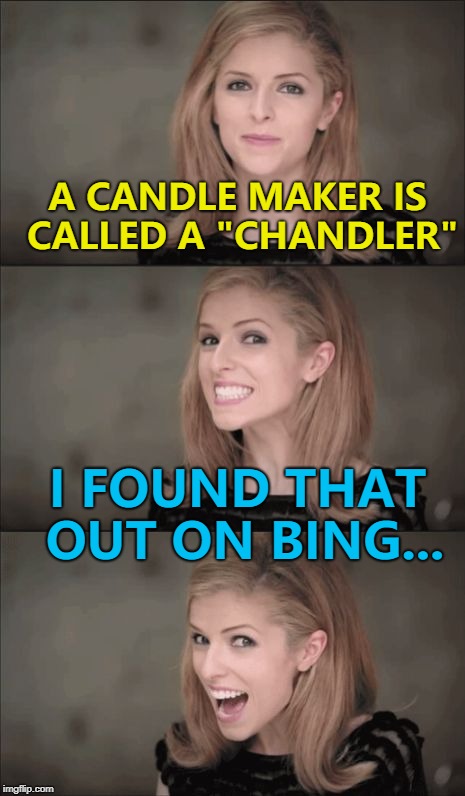 A CANDLE MAKER IS
CALLED A "CHANDLER"
I FOUND THAT
OUT ON BING...
imgflip.com